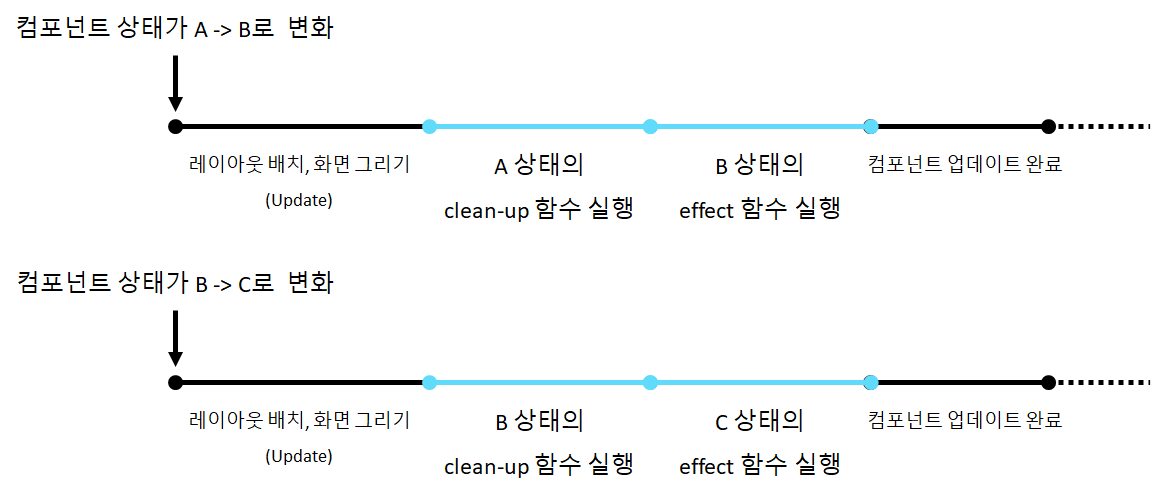 컴포넌트 상태가 A -> B로 변화
레이아웃 배치, 화면 그리기
(Update)
A 상태의
clean-up 함수 실행
B 상태의
effect 함수 실행
컴포넌트 업데이트 완료
컴포넌트 상태가 B -> C로 변화
레이아웃 배치, 화면 그리기
(Update)
B 상태의
clean-up 함수 실행
C 상태의
effect 함수 실행
컴포넌트 업데이트 완료